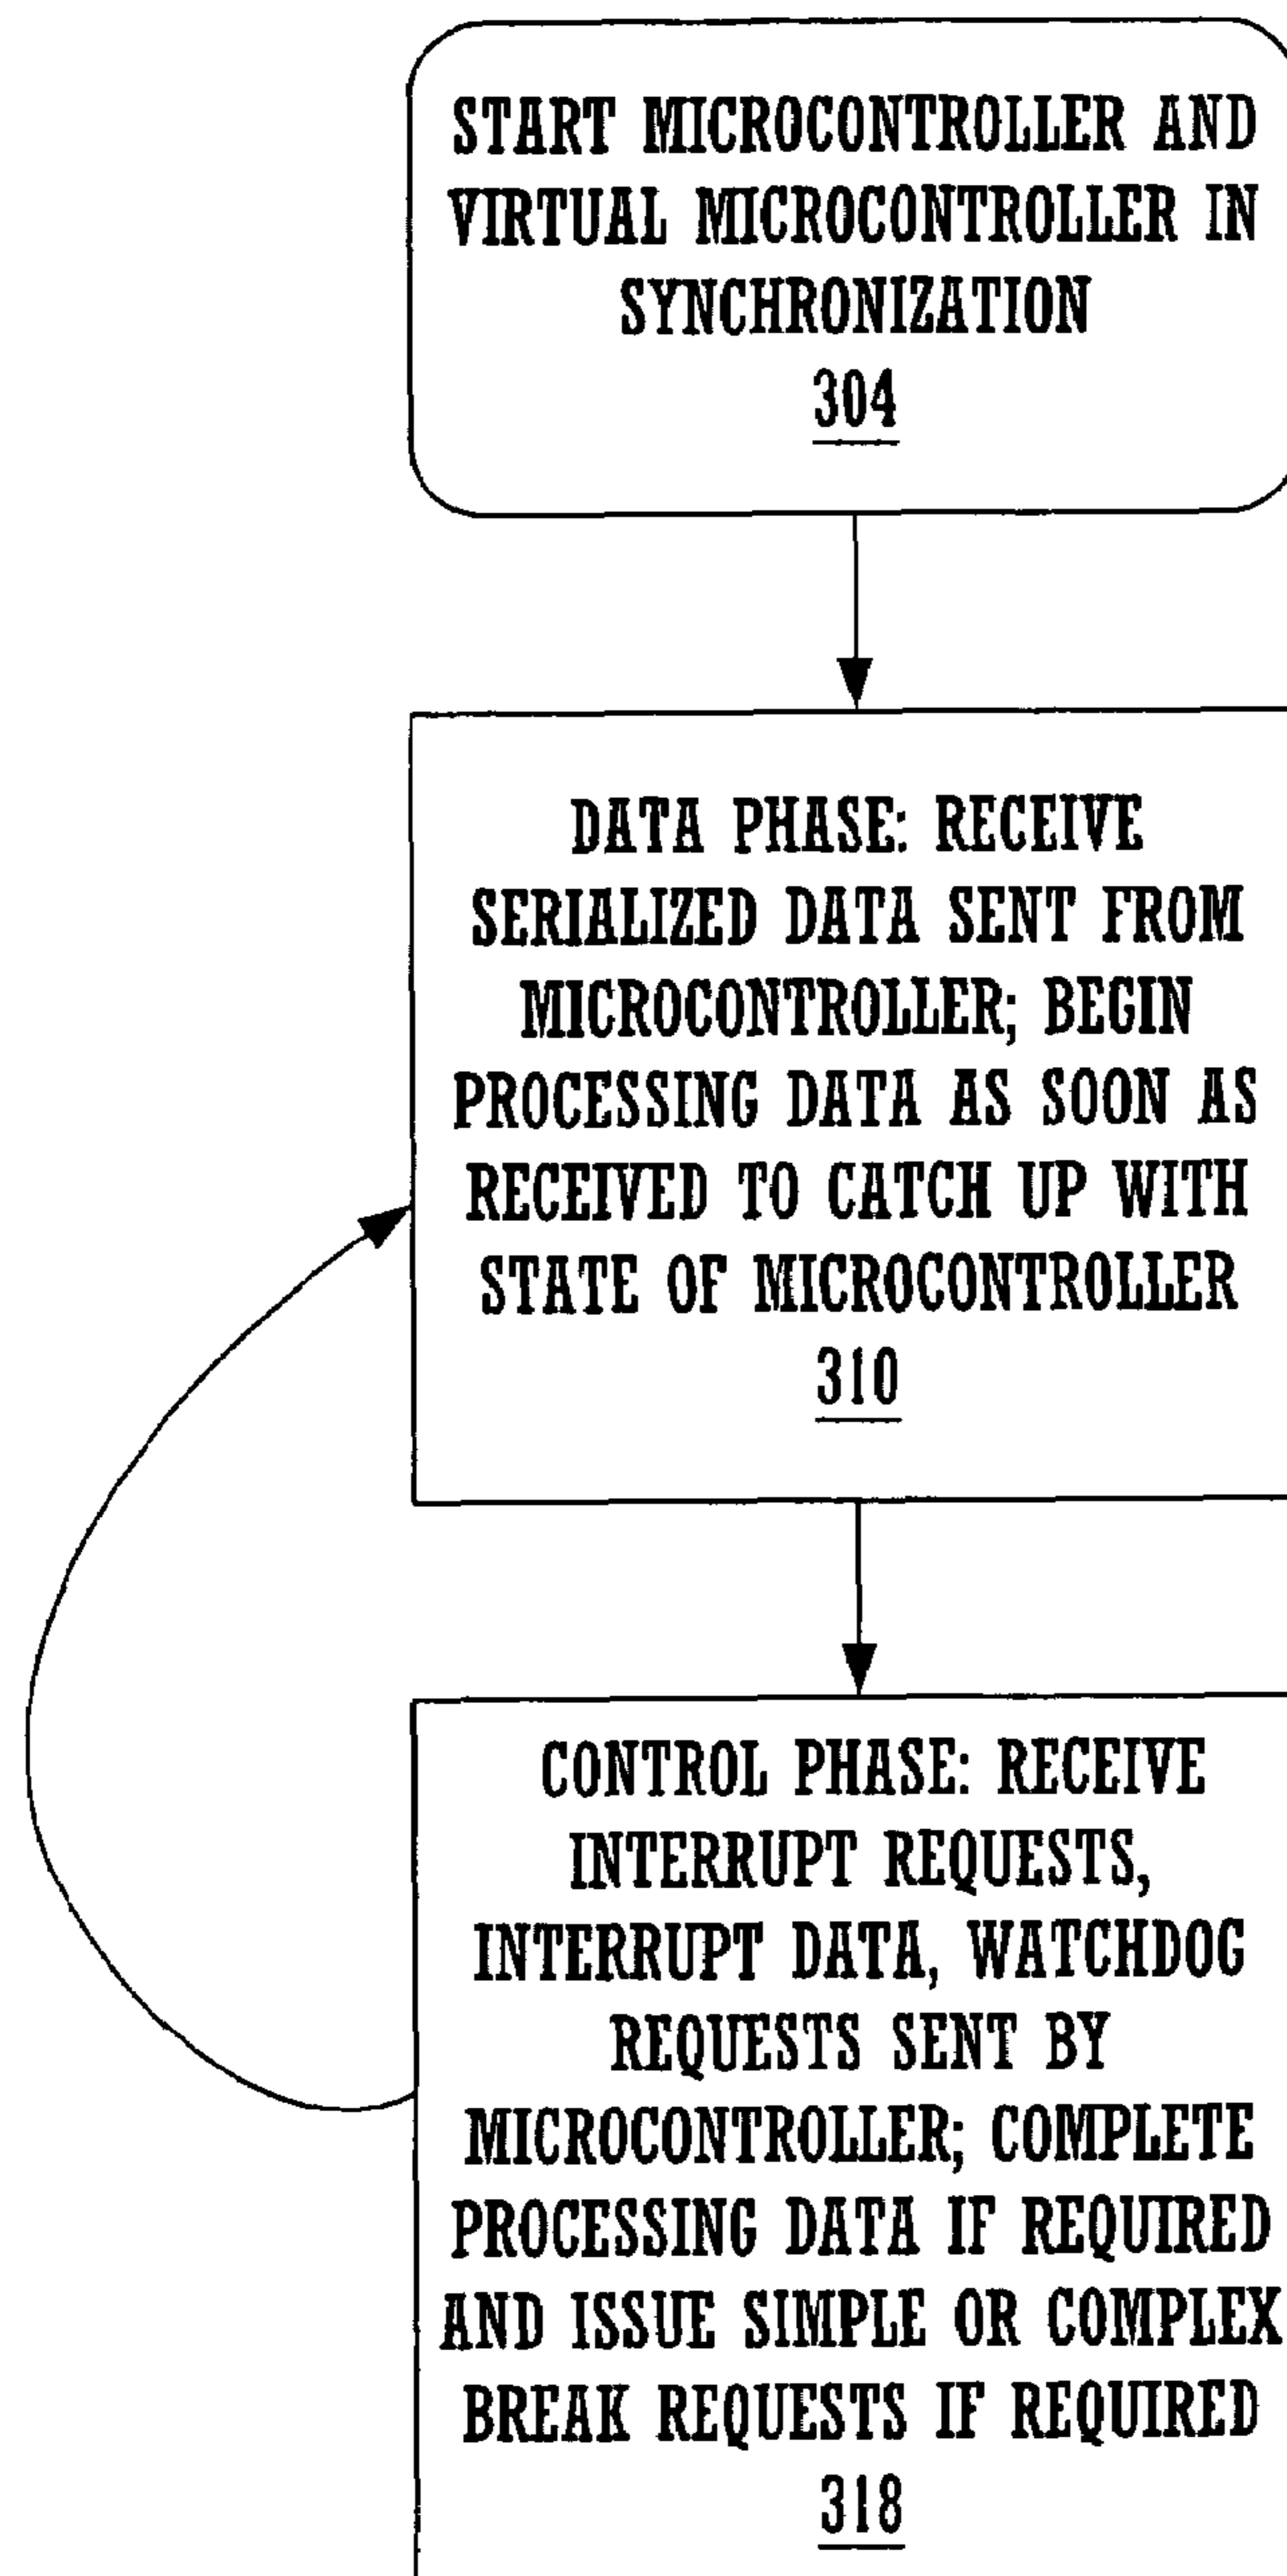 START MICROCONTROLLER AND
VIRTUAL MICROCONTROLLER IN
SYNCHRONIZATION
304
DATA PHASE: RECEIVE
SERIALIZED DATA SENT FROM
MICROCONTROLLER; BEGIN
PROCESSING DATA AS SOON AS
RECEIVED TO CATCH UP WITH
STATE OF MICROCONTROLLER
310
CONTROL PHASE: RECEIVE
INTERRUPT REQUESTS,
INTERRUPT DATA, WATCHDOG
REQUESTS SENT BY
MICROCONTROLLER; COMPLETE
PROCESSING DATA IF REQUIRED
AND ISSUE SIMPLE OR COMPLEX
BREAK REQUESTS IF REQUIRED
318